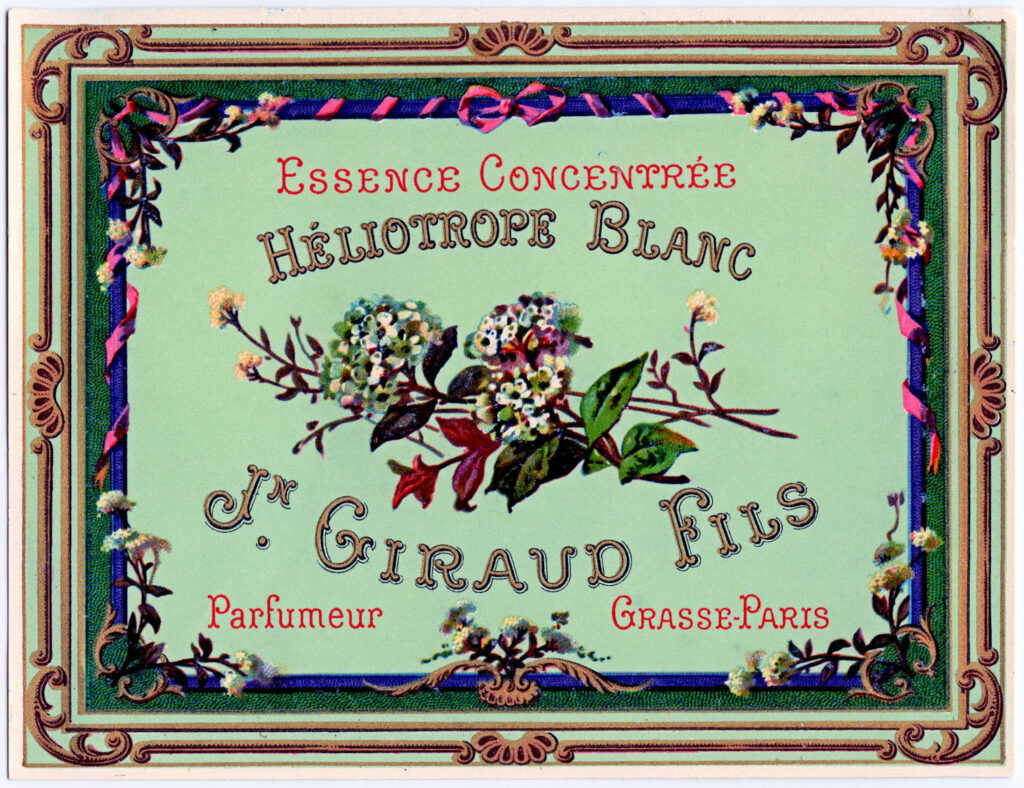 Essence Concentrée
Héliotrope Blanc
Jn. Giraud Fils
Parfumeur
Grasse-Paris